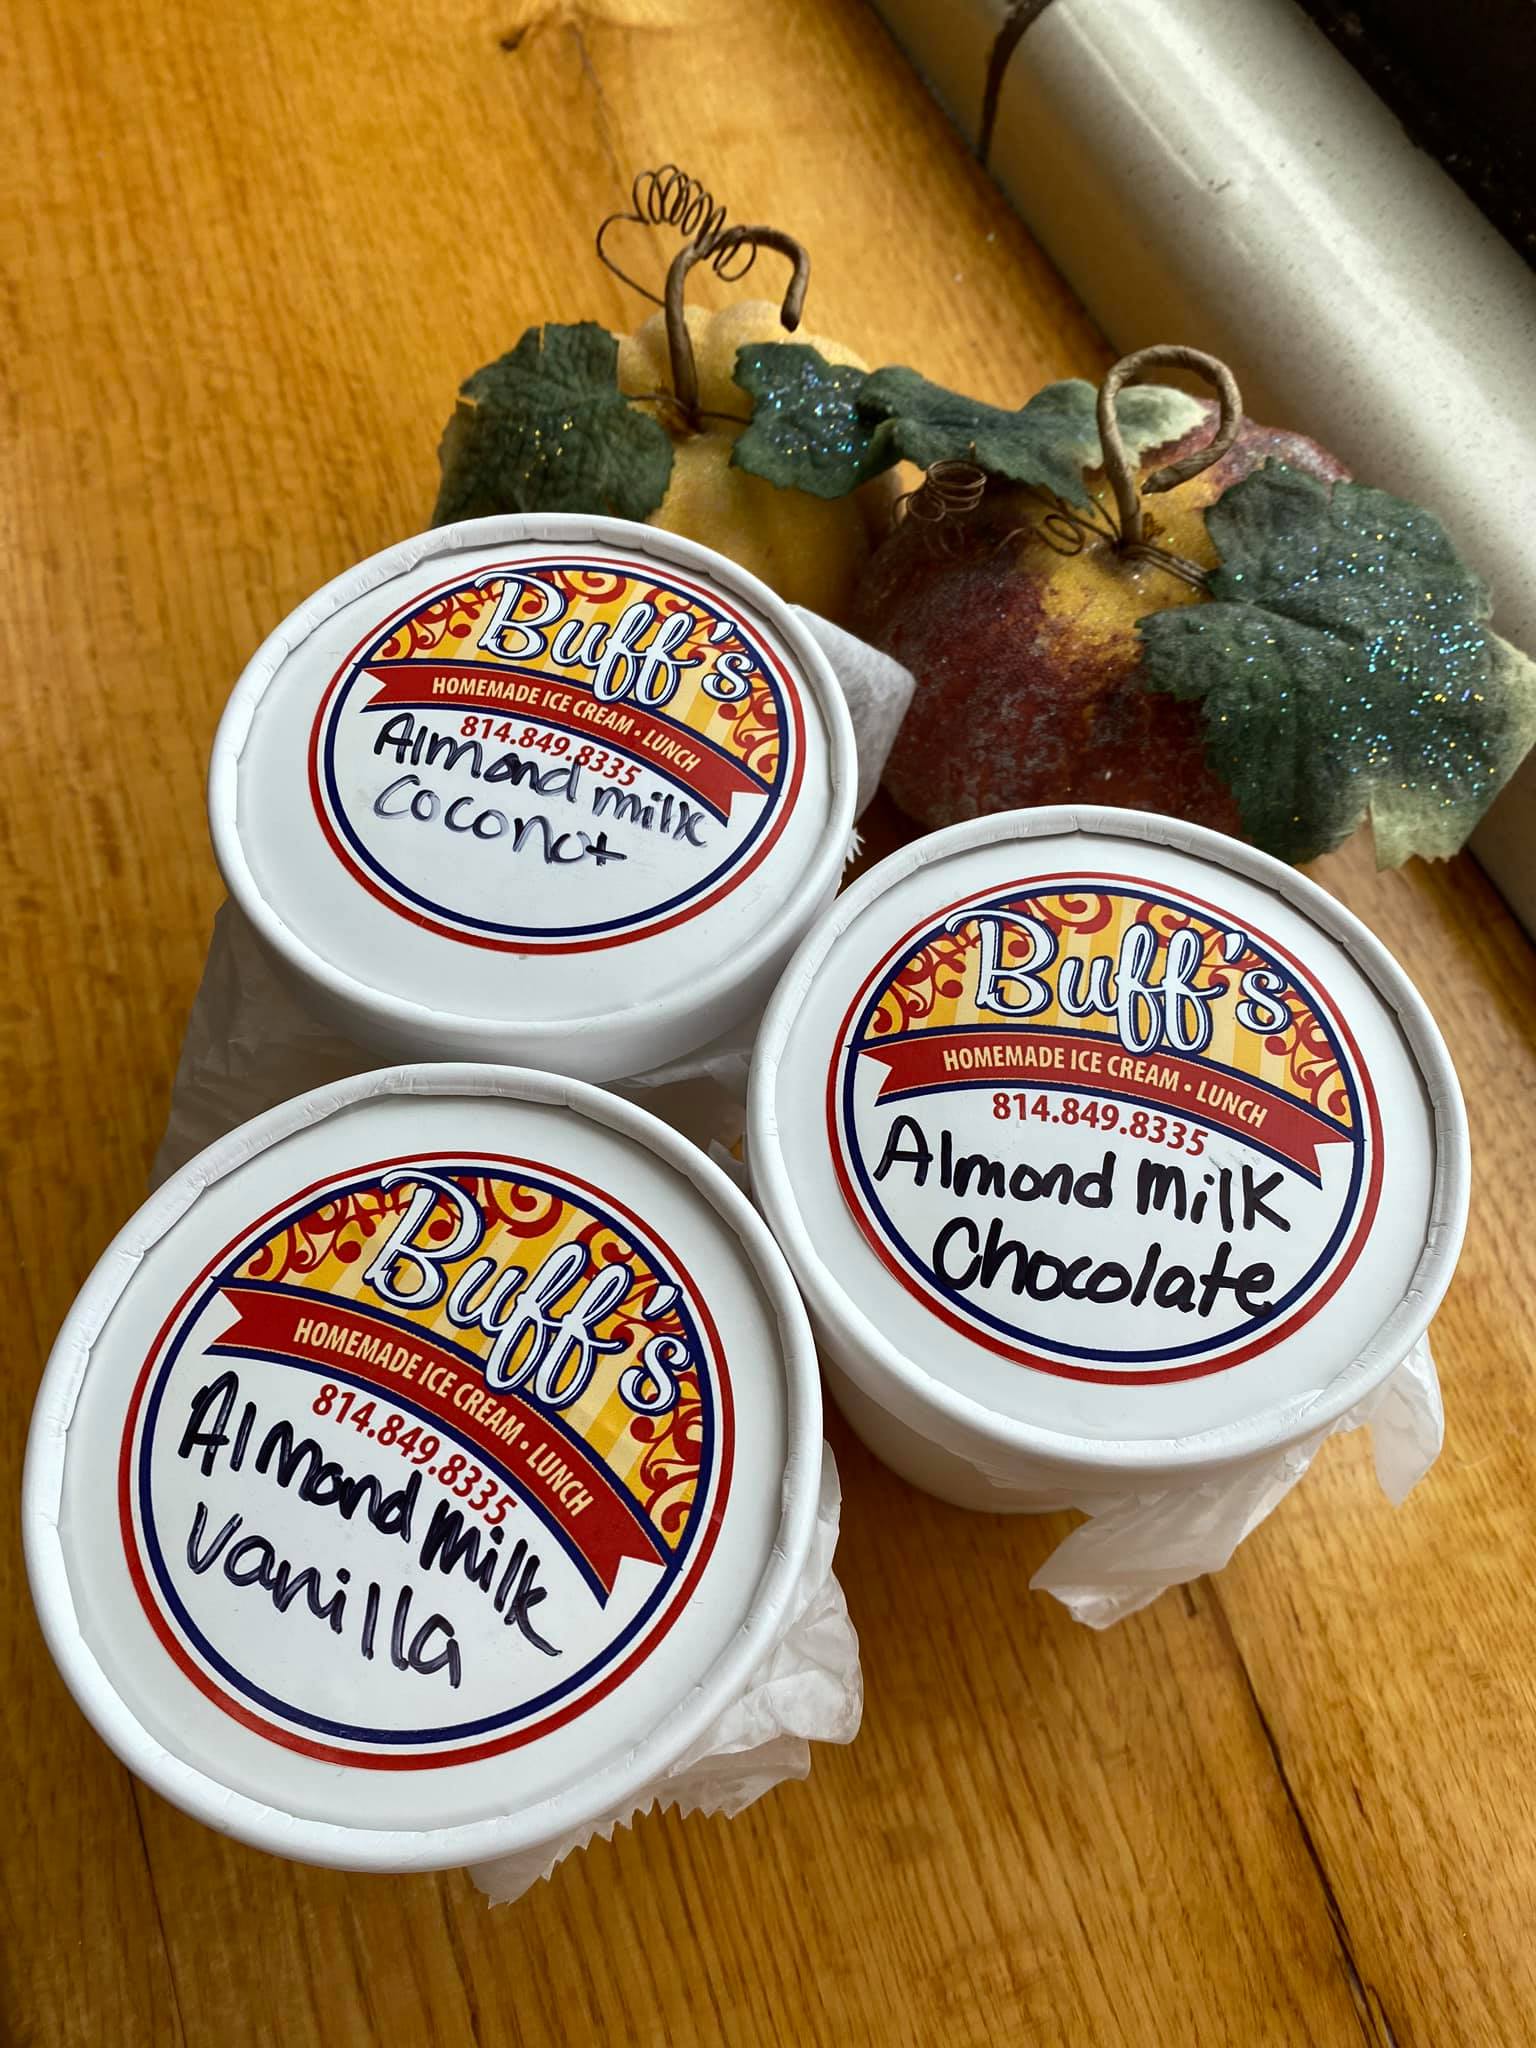 Buff's
HOMEMADE ICE CREAM • LUNCH
814.849.8335
Almond milk
Coconut
Buff's
HOMEMADE ICE CREAM • LUNCH
814.849.8335
Almond milk
Chocolate
Buff's
HOMEMADE ICE CREAM • LUNCH
814.849.8335
Almond milk
vanilla